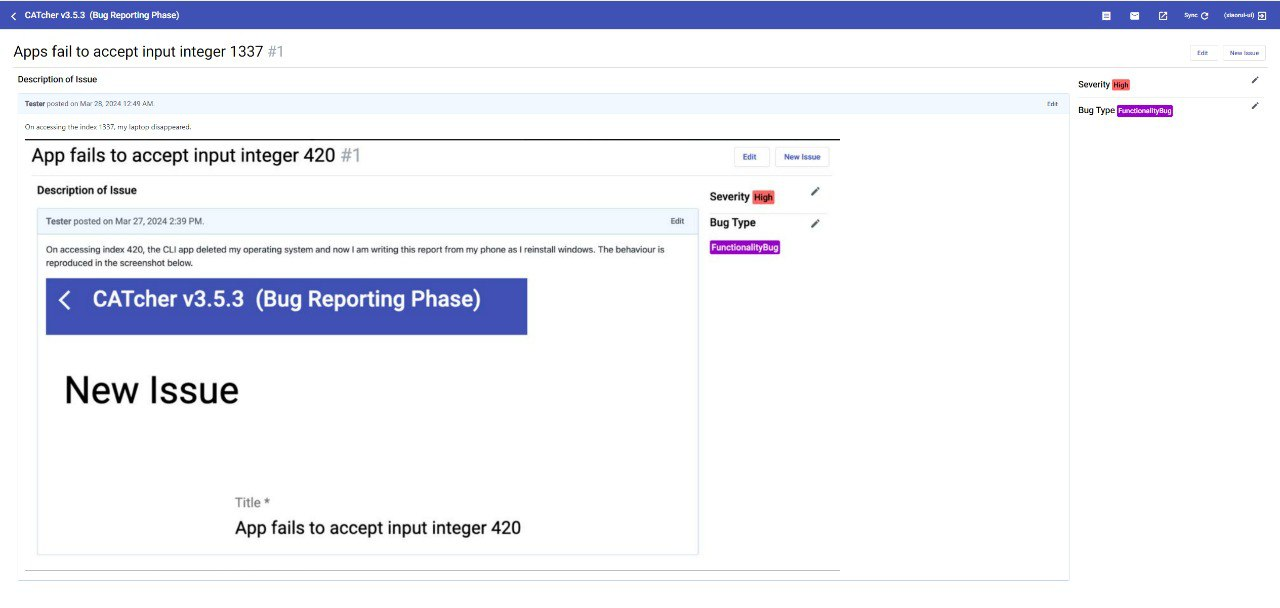 CATcher v3.5.3 (Bug Reporting Phase)
Sync
Apps fail to accept input integer 1337 #1
Edit
New Issue
Description of Issue
Tester posted on Mar 28, 2024 12:49 AM.
Edit
On accessing the index 1337, my laptop disappeared.
App fails to accept input integer 420 #1
Edit
New Issue
Description of Issue
Tester posted on Mar 27, 2024 2:39 PM.
Edit
On accessing index 420, the CLI app deleted my operating system and now I am writing this report from my phone as I reinstall windows. The behaviour is
reproduced in the screenshot below.
CATcher v3.5.3 (Bug Reporting Phase)
New Issue
Title *
App fails to accept input integer 420
Severity High
Bug Type
FunctionalityBug
Severity High
Bug Type FunctionalityBug